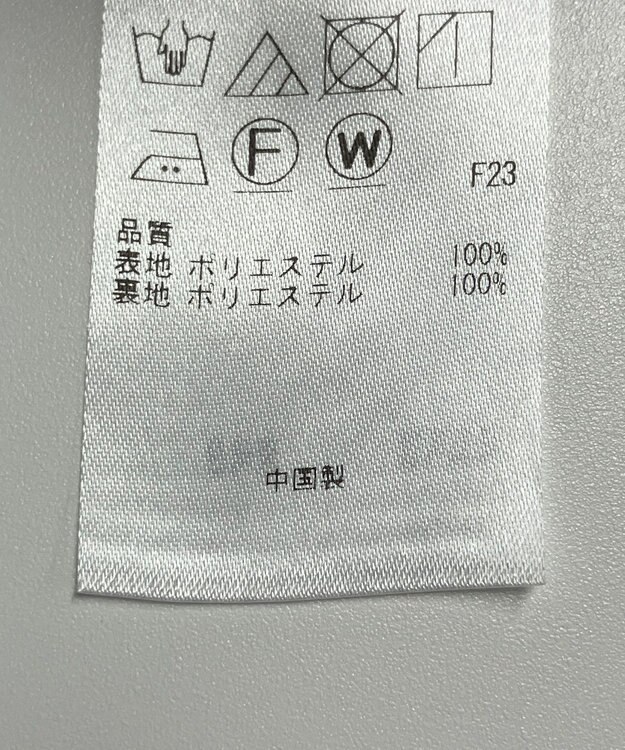 F W F23
品質
表地 ポリエステル 100%
裏地 ポリエステル 100%
中国製